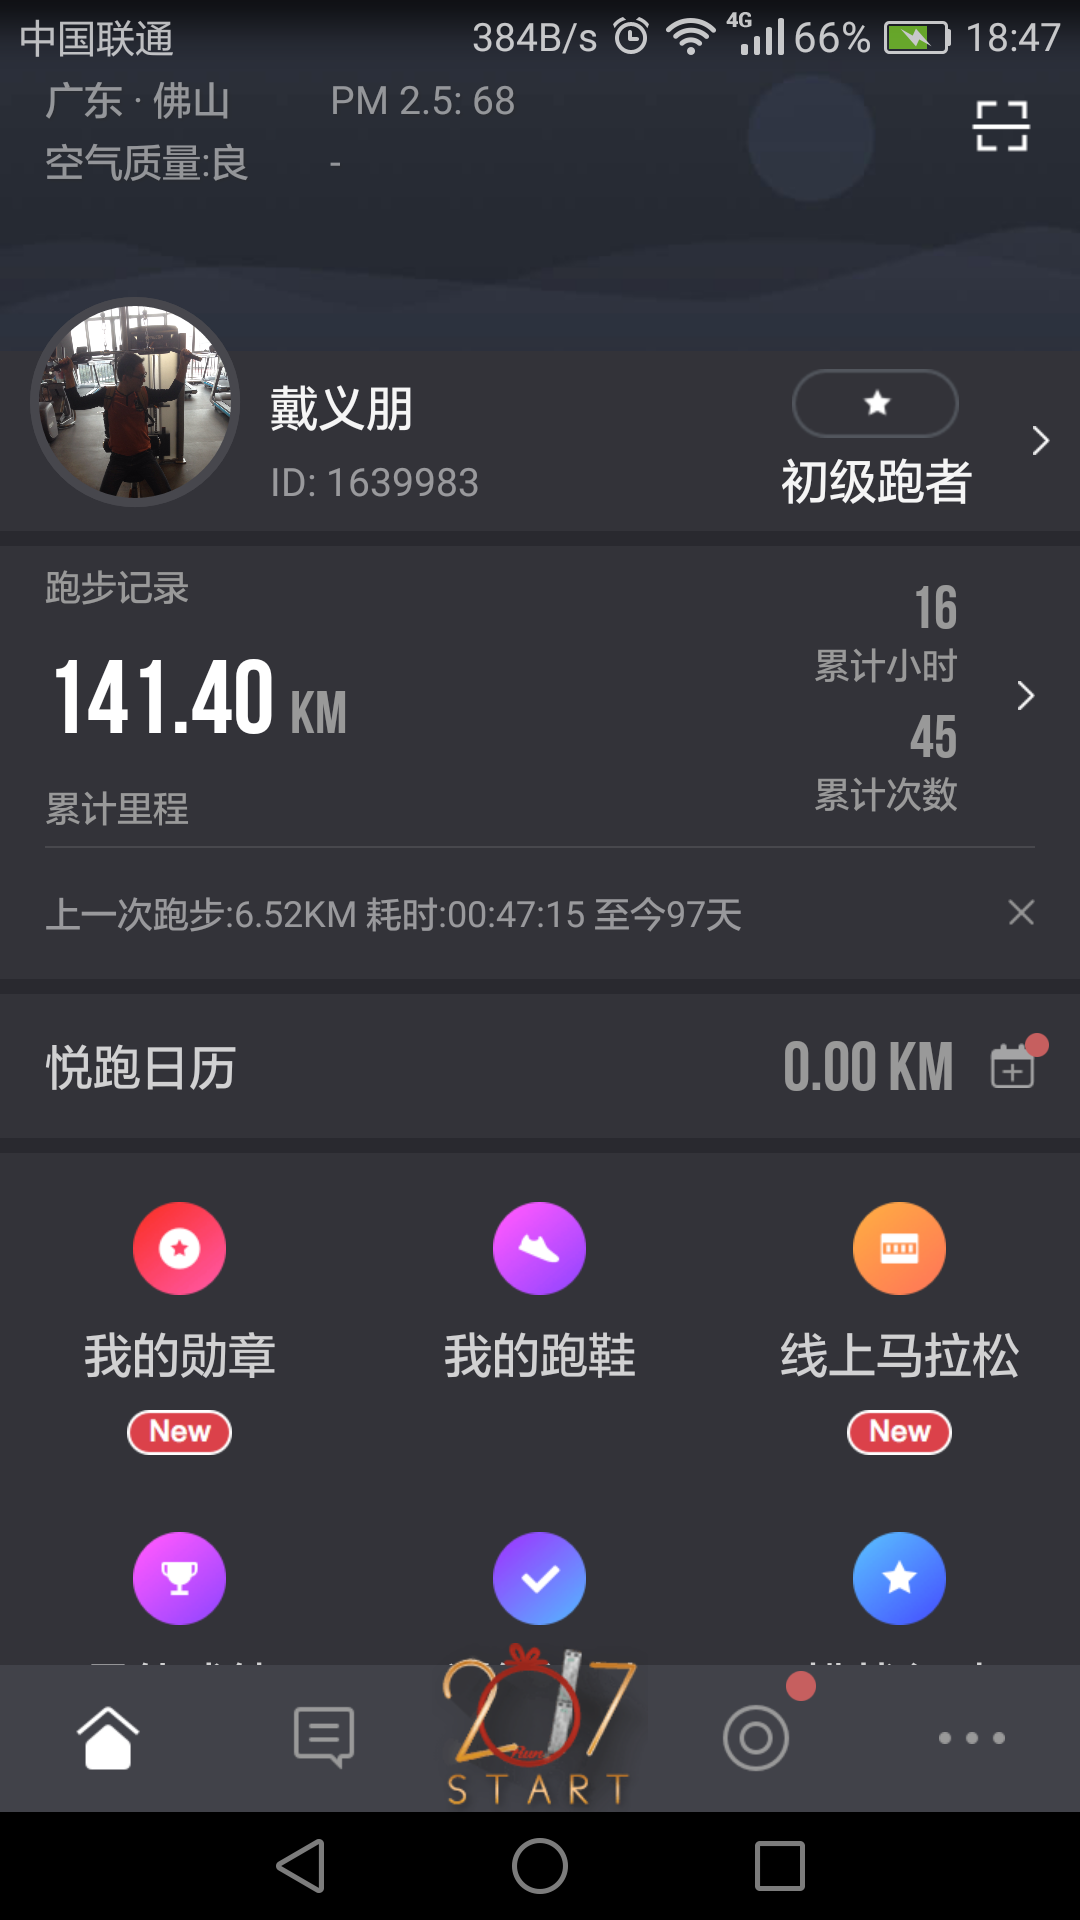 中国联通 384B/s 4G 66% 18:47
广东 · 佛山 PM 2.5: 68
空气质量:良 -
戴义朋
ID: 1639983
初级跑者
跑步记录
16
累计小时
141.40 KM
45
累计次数
累计里程
上一次跑步:6.52KM 耗时:00:47:15 至今97天
悦跑日历 0.00 KM
我的勋章 我的跑鞋 线上马拉松
New New
2017
Run
START